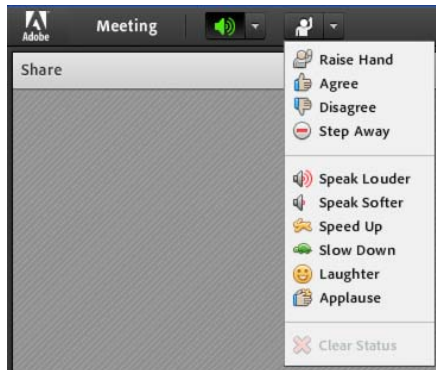 Adobe
Meeting
Share
Raise Hand
Agree
Disagree
Step Away
Speak Louder
Speak Softer
Speed Up
Slow Down
Laughter
Applause
Clear Status